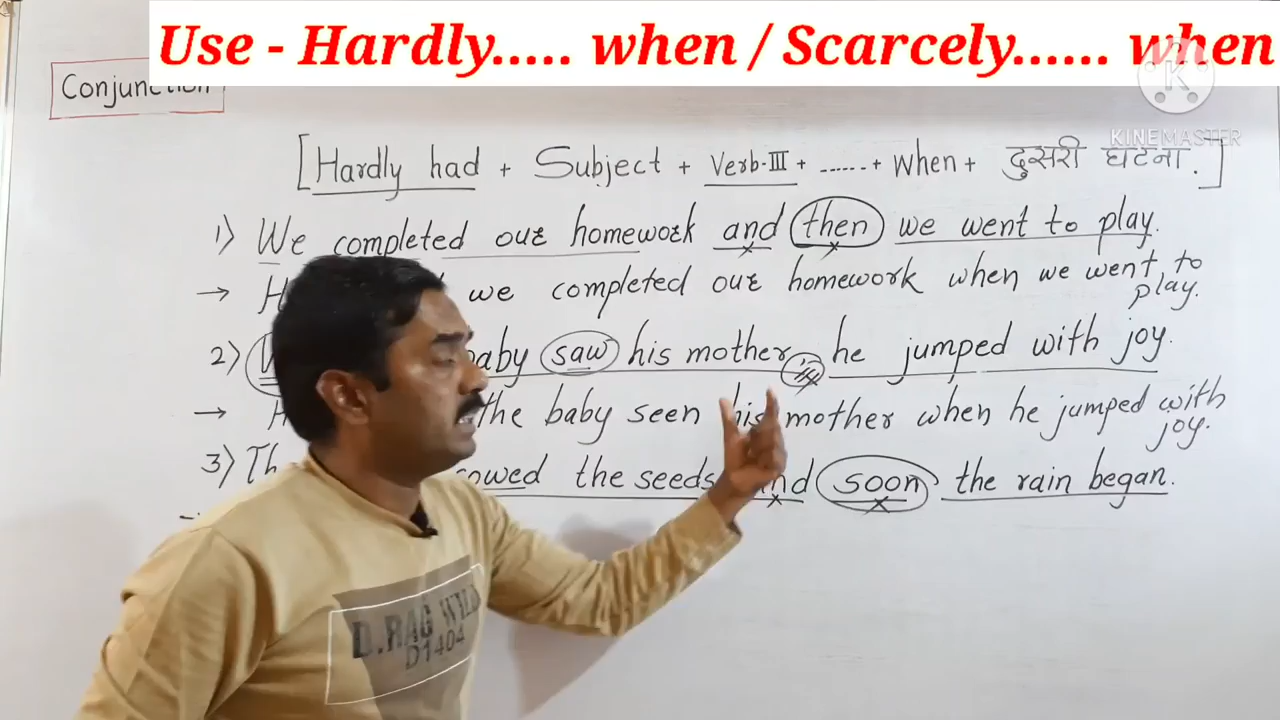 Use - Hardly..... when / Scarcely...... when
KINEMASTER
Conjunction
[Hardly had + Subject + Verb-III + ...... + When + दुसरी घटना.]
1) We completed our homework and then we went to play.
→ we completed our homework when we went to play.
2) baby saw his mother, he jumped with joy.
→ the baby seen his mother when he jumped with joy.
3) sowed the seeds and soon the rain began.
D.RAG WYLD
D1404